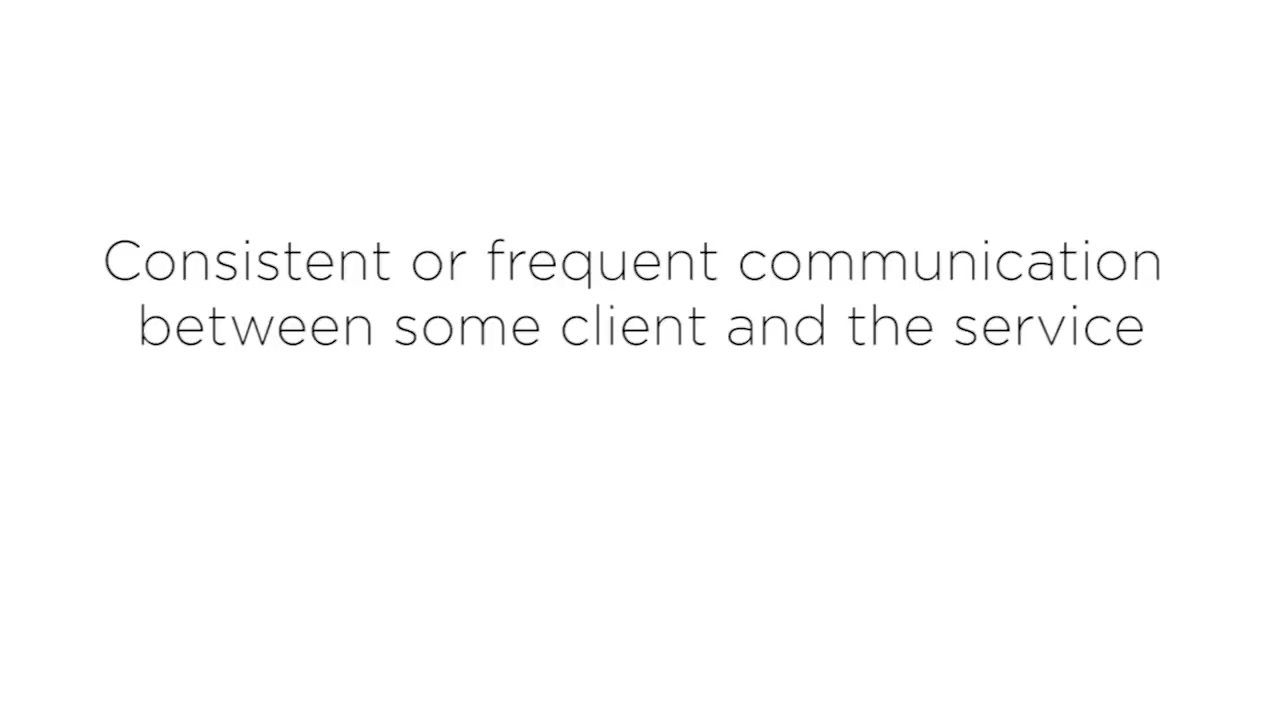 Consistent or frequent communication
between some client and the service